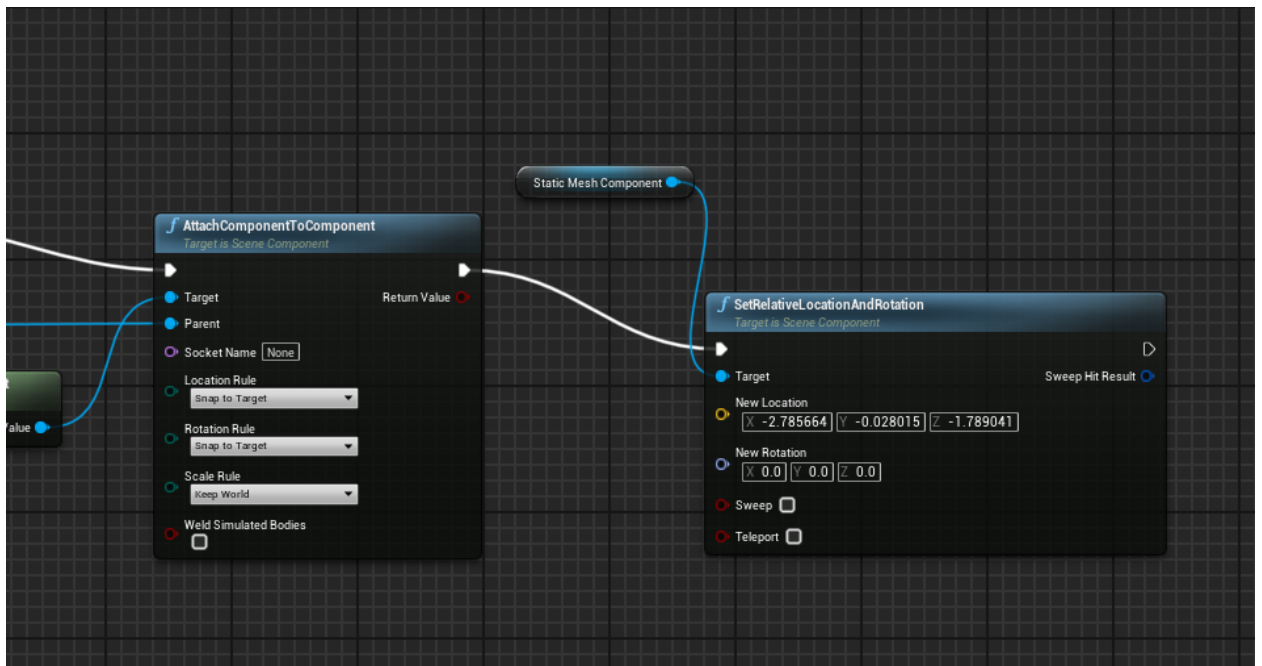 Static Mesh Component
AttachComponentToComponent
Target is Scene Component
Target
Return Value
Parent
Socket Name None
Location Rule
Snap to Target
Rotation Rule
Snap to Target
Scale Rule
Keep World
Weld Simulated Bodies
SetRelativeLocationAndRotation
Target is Scene Component
Target
Sweep Hit Result
New Location
X -2.785664 Y -0.028015 Z -1.789041
New Rotation
X 0.0 Y 0.0 Z 0.0
Sweep
Teleport